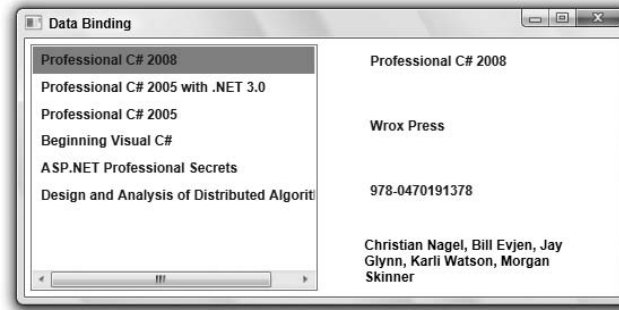 Data Binding
Professional C# 2008
Professional C# 2005 with .NET 3.0
Professional C# 2005
Beginning Visual C#
ASP.NET Professional Secrets
Design and Analysis of Distributed Algorit
Professional C# 2008
Wrox Press
978-0470191378
Christian Nagel, Bill Evjen, Jay
Glynn, Karli Watson, Morgan
Skinner